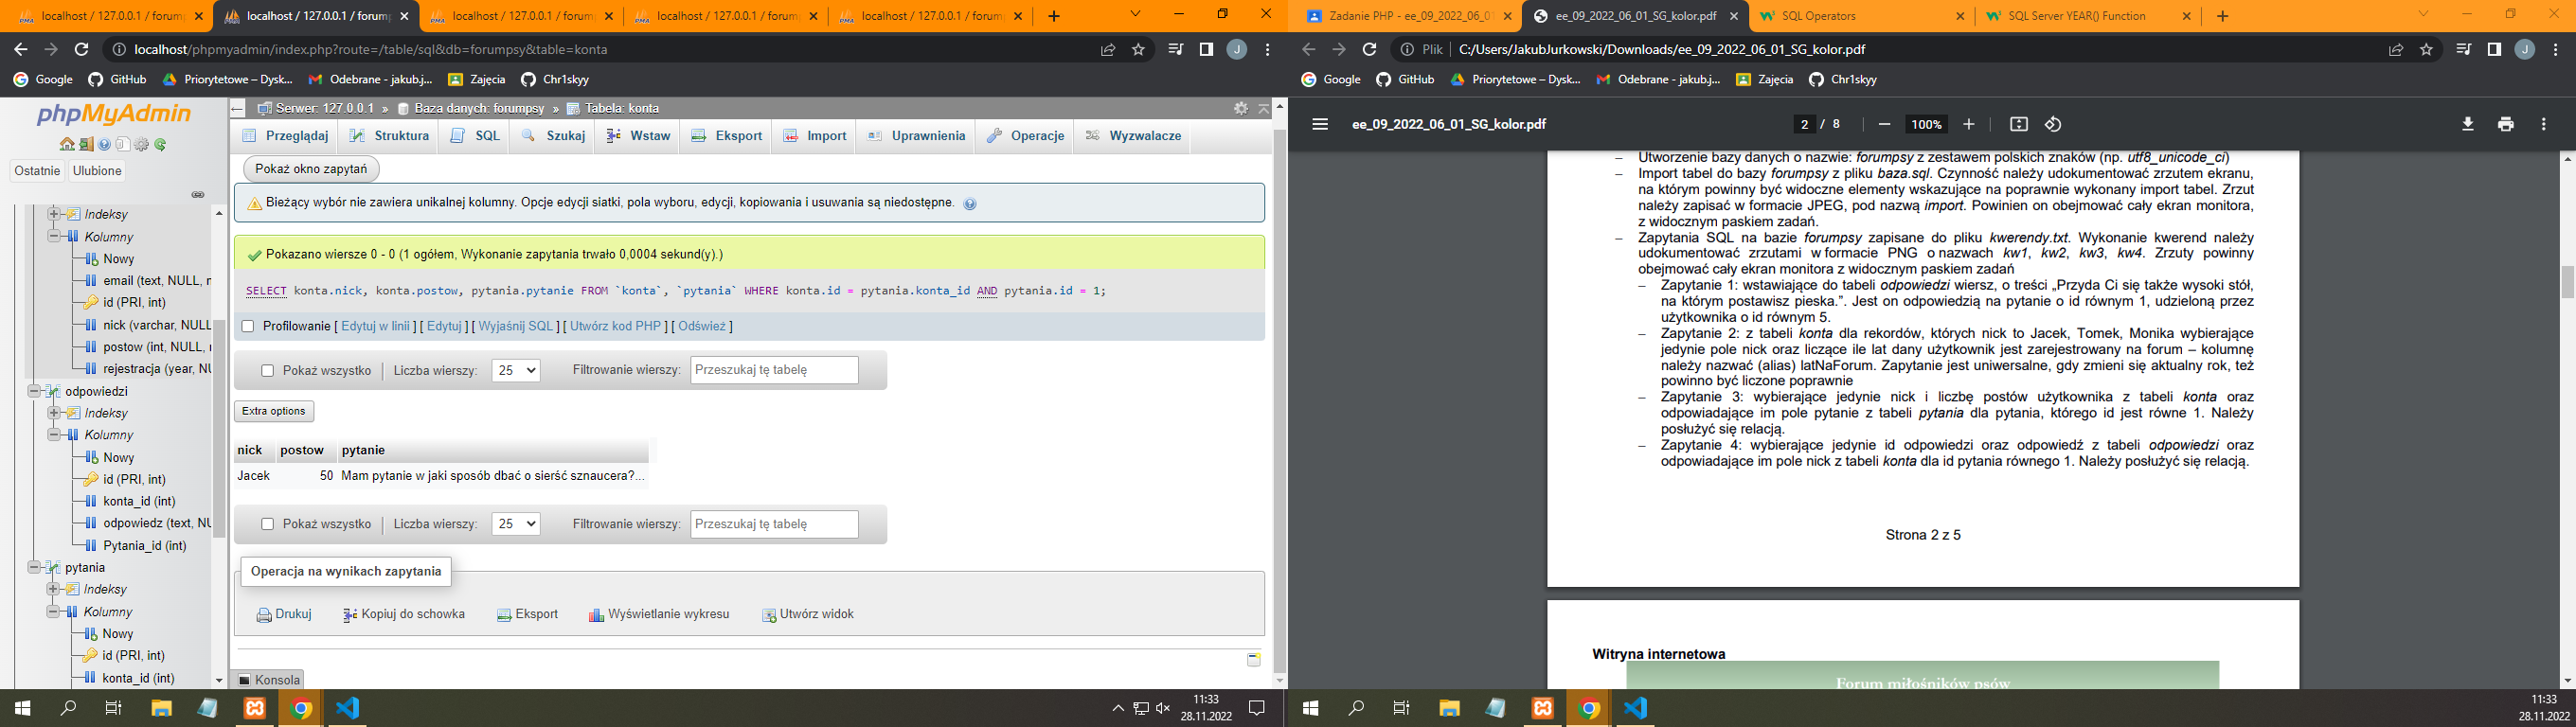 localhost / 127.0.0.1 / forump
localhost / 127.0.0.1 / forump
localhost / 127.0.0.1 / forum
localhost / 127.0.0.1 / forump
localhost / 127.0.0.1 / forum
localhost/phpmyadmin/index.php?route=/table/sql&db=forumpsy&table=konta
J
Google
GitHub
Priorytetowe – Dysk...
Odebrane - jakub.j...
Zajęcia
Chr1skyy
phpMyAdmin
Ostatnie
Ulubione
Indeksy
Kolumny
Nowy
email (text, NULL, n
id (PRI, int)
nick (varchar, NULL
postow (int, NULL, n
rejestracja (year, NU
odpowiedzi
Indeksy
Kolumny
Nowy
id (PRI, int)
konta_id (int)
odpowiedz (text, NU
Pytania_id (int)
pytania
Indeksy
Kolumny
Nowy
id (PRI, int)
konta_id (int)
Serwer: 127.0.0.1 » Baza danych: forumpsy » Tabela: konta
Przeglądaj
Struktura
SQL
Szukaj
Wstaw
Eksport
Import
Uprawnienia
Operacje
Wyzwalacze
Pokaż okno zapytań
Bieżący wybór nie zawiera unikalnej kolumny. Opcje edycji siatki, pola wyboru, edycji, kopiowania i usuwania są niedostępne.
Pokazano wiersze 0 - 0 (1 ogółem, Wykonanie zapytania trwało 0,0004 sekund(y).)
SELECT konta.nick, konta.postow, pytania.pytanie FROM `konta`, `pytania` WHERE konta.id = pytania.konta_id AND pytania.id = 1;
Profilowanie [ Edytuj w linii ] [ Edytuj ] [ Wyjaśnij SQL ] [ Utwórz kod PHP ] [ Odśwież ]
Pokaż wszystko
Liczba wierszy:
25
Filtrowanie wierszy:
Przeszukaj tę tabelę
Extra options
nick postow pytanie
Jacek 50 Mam pytanie w jaki sposób dbać o sierść sznaucera?...
Pokaż wszystko
Liczba wierszy:
25
Filtrowanie wierszy:
Przeszukaj tę tabelę
Operacja na wynikach zapytania
Drukuj
Kopiuj do schowka
Eksport
Wyświetlanie wykresu
Utwórz widok
Konsola
11:33
28.11.2022
Zadanie PHP - ee_09_2022_06_01
ee_09_2022_06_01_SG_kolor.pdf
SQL Operators
SQL Server YEAR() Function
Plik
C:/Users/JakubJurkowski/Downloads/ee_09_2022_06_01_SG_kolor.pdf
J
Google
GitHub
Priorytetowe – Dysk...
Odebrane - jakub.j...
Zajęcia
Chr1skyy
ee_09_2022_06_01_SG_kolor.pdf
2 / 8
100%
– Utworzenie bazy danych o nazwie: forumpsy z zestawem polskich znaków (np. utf8_unicode_ci)
– Import tabel do bazy forumpsy z pliku baza.sql. Czynność należy udokumentować zrzutem ekranu,
na którym powinny być widoczne elementy wskazujące na poprawnie wykonany import tabel. Zrzut
należy zapisać w formacie JPEG, pod nazwą import. Powinien on obejmować cały ekran monitora,
z widocznym paskiem zadań.
– Zapytania SQL na bazie forumpsy zapisane do pliku kwerendy.txt. Wykonanie kwerend należy
udokumentować zrzutami w formacie PNG o nazwach kw1, kw2, kw3, kw4. Zrzuty powinny
obejmować cały ekran monitora z widocznym paskiem zadań
– Zapytanie 1: wstawiające do tabeli odpowiedzi wiersz, o treści „Przyda Ci się także wysoki stół,
na którym postawisz pieska.”. Jest on odpowiedzią na pytanie o id równym 1, udzieloną przez
użytkownika o id równym 5.
– Zapytanie 2: z tabeli konta dla rekordów, których nick to Jacek, Tomek, Monika wybierające
jedynie pole nick oraz liczące ile lat dany użytkownik jest zarejestrowany na forum – kolumnę
należy nazwać (alias) latNaForum. Zapytanie jest uniwersalne, gdy zmieni się aktualny rok, też
powinno być liczone poprawnie
– Zapytanie 3: wybierające jedynie nick i liczbę postów użytkownika z tabeli konta oraz
odpowiadające im pole pytanie z tabeli pytania dla pytania, którego id jest równe 1. Należy
posłużyć się relacją.
– Zapytanie 4: wybierające jedynie id odpowiedzi oraz odpowiedź z tabeli odpowiedzi oraz
odpowiadające im pole nick z tabeli konta dla id pytania równego 1. Należy posłużyć się relacją.
Strona 2 z 5
Witryna internetowa
Forum miłośników psów
11:33
28.11.2022